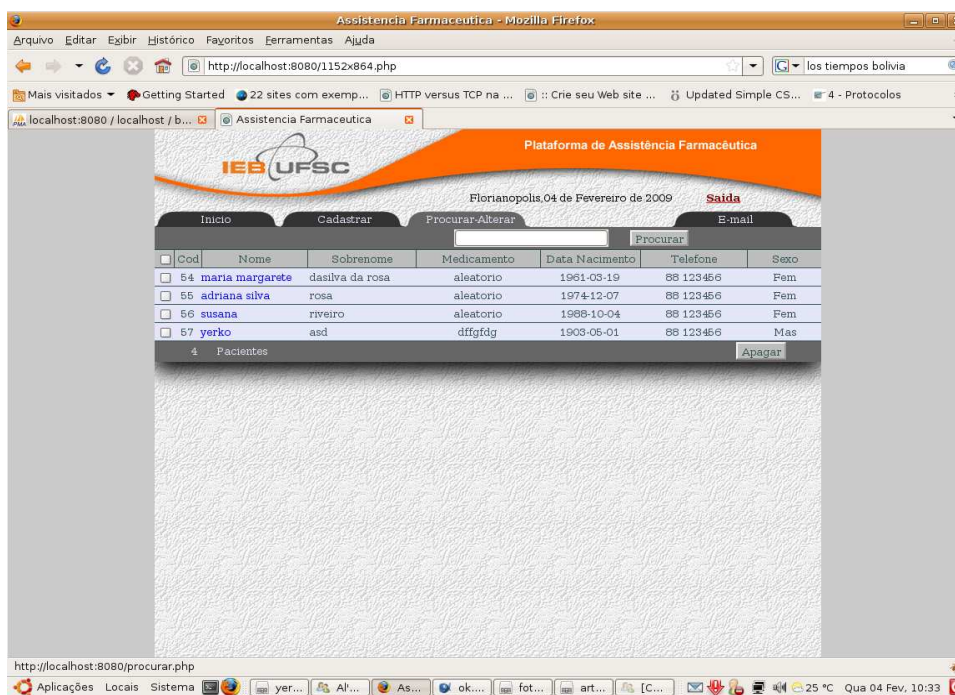 Assistencia Farmaceutica - Mozilla Firefox
Arquivo Editar Exibir Histórico Favoritos Ferramentas Ajuda
http://localhost:8080/1152x864.php G los tiempos bolivia
Mais visitados Getting Started 22 sites com exemp... HTTP versus TCP na ... :: Crie seu Web site ... Updated Simple CS... 4 - Protocolos
PMA localhost:8080 / localhost / b... Assistencia Farmaceutica
Plataforma de Assistência Farmacêutica
IEB UFSC
Florianopolis,04 de Fevereiro de 2009 Saida
Inicio Cadastrar Procurar-Alterar E-mail
Procurar
Cod Nome Sobrenome Medicamento Data Nacimento Telefone Sexo
54 maria margarete dasilva da rosa aleatorio 1961-03-19 88 123456 Fem
55 adriana silva rosa aleatorio 1974-12-07 88 123456 Fem
56 susana riveiro aleatorio 1988-10-04 88 123456 Fem
57 yerko asd dffgfdg 1903-05-01 88 123456 Mas
4 Pacientes Apagar
http://localhost:8080/procurar.php
Aplicações Locais Sistema yer... Al'... As... ok.... fot... art... [C... 25 °C Qua 04 Fev, 10:33